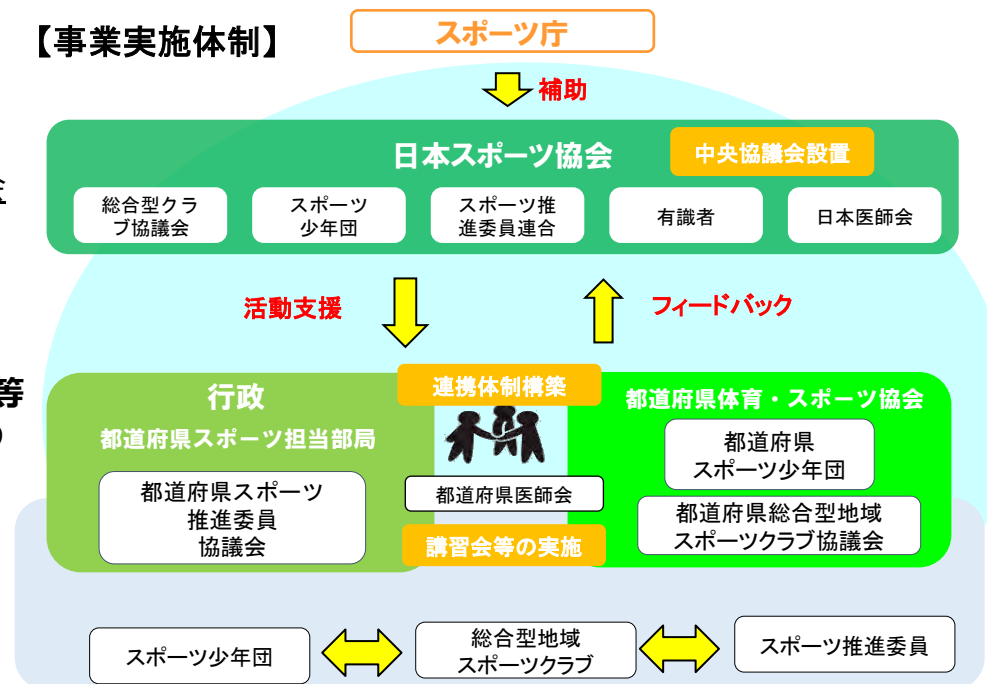 【事業実施体制】
スポーツ庁
補助
日本スポーツ協会
中央協議会設置
総合型クラ
ブ協議会
スポーツ
少年団
スポーツ推
進委員連合
有識者
日本医師会
活動支援
フィードバック
等
行政
都道府県スポーツ担当部局
都道府県スポーツ
推進委員
協議会
連携体制構築
都道府県医師会
講習会等の実施
都道府県体育・スポーツ協会
都道府県
スポーツ少年団
都道府県総合型地域
スポーツクラブ協議会
スポーツ少年団
総合型地域
スポーツクラブ
スポーツ推進委員